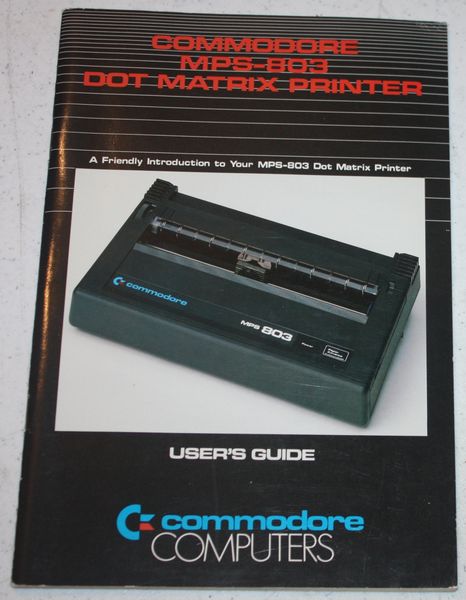 COMMODORE
MPS-803
DOT MATRIX PRINTER
A Friendly Introduction to Your MPS-803 Dot Matrix Printer
commodore
MPS 803
Power
USER'S GUIDE
commodore
COMPUTERS